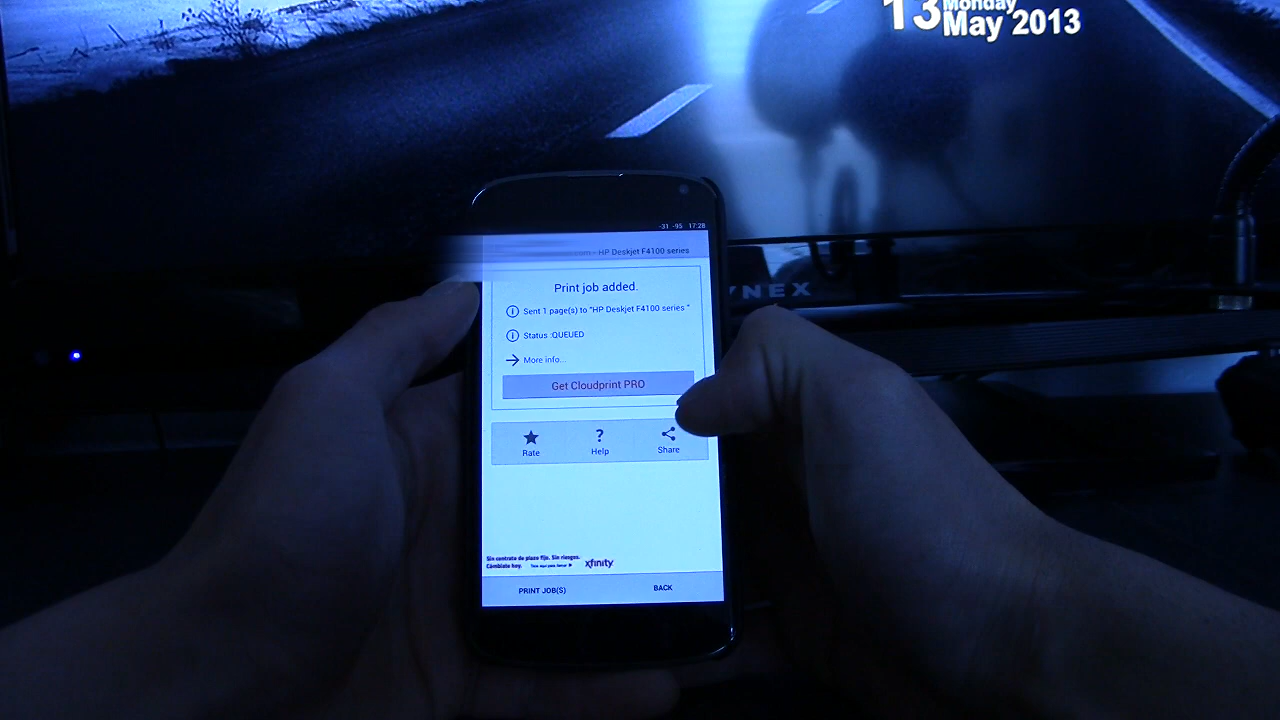 13 Monday
May 2013
-31 -95 17:28
.com - HP Deskjet F4100 series
Print job added.
Sent 1 page(s) to "HP Deskjet F4100 series "
Status :QUEUED
More info...
Get Cloudprint PRO
Rate ? Help Share
Sin contrato de plazo fijo. Sin riesgos.
Cámbiate hoy.
xfinity
PRINT JOB(S) BACK
YNEX